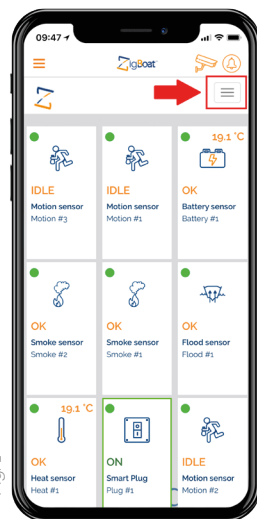 09:47
ZigBoat
Z
19.1 °C
IDLE
Motion sensor
Motion #3
IDLE
Motion sensor
Motion #1
OK
Battery sensor
Battery #1
OK
Smoke sensor
Smoke #2
OK
Smoke sensor
Smoke #1
OK
Flood sensor
Flood #1
19.1 °C
OK
Heat sensor
Heat #1
ON
Smart Plug
Plug #1
IDLE
Motion sensor
Motion #2